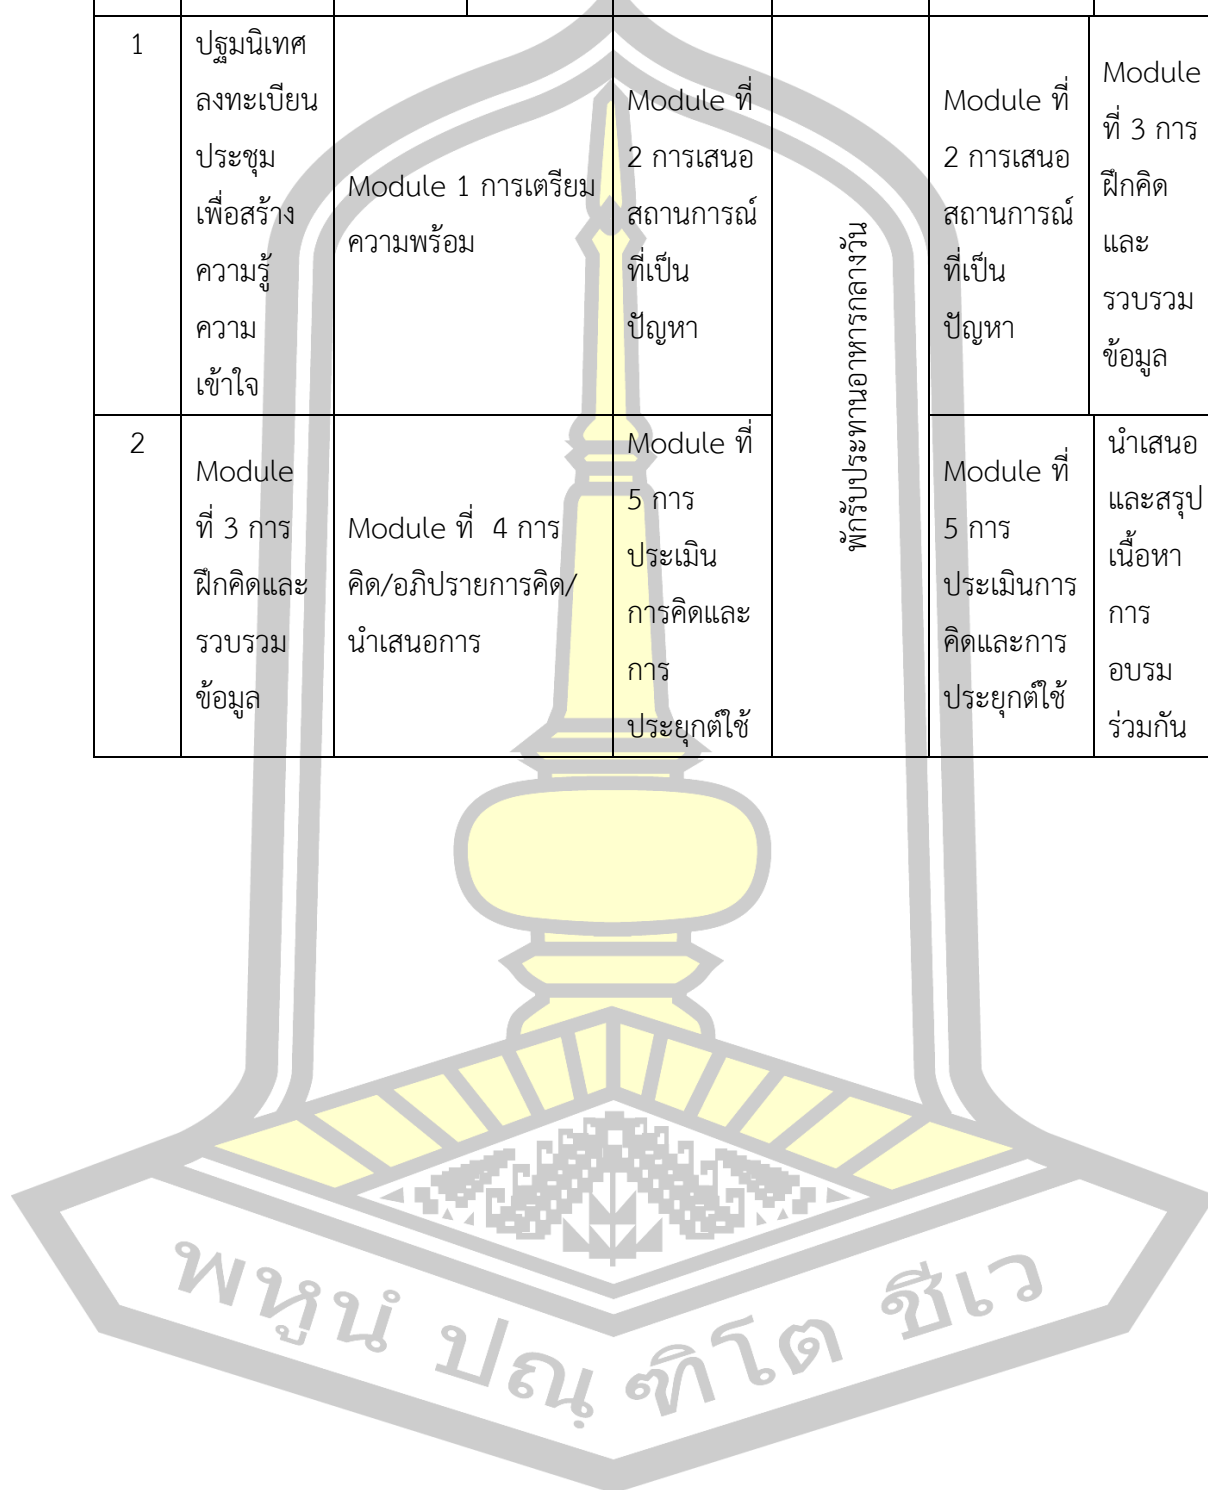 1
ปฐมนิเทศ
ลงทะเบียน
ประชุม
เพื่อสร้าง
ความรู้
ความ
เข้าใจ
Module 1 การเตรียม
ความพร้อม
Module ที่
2 การเสนอ
สถานการณ์
ที่เป็น
ปัญหา
พักรับประทานอาหารกลางวัน
Module ที่
2 การเสนอ
สถานการณ์
ที่เป็น
ปัญหา
Module
ที่ 3 การ
ฝึกคิด
และ
รวบรวม
ข้อมูล
2
Module
ที่ 3 การ
ฝึกคิดและ
รวบรวม
ข้อมูล
Module ที่  4 การ
คิด/อภิปรายการคิด/
นำเสนอการ
Module ที่
5 การ
ประเมิน
การคิดและ
การ
ประยุกต์ใช้
Module ที่
5 การ
ประเมินการ
คิดและการ
ประยุกต์ใช้
นำเสนอ
และสรุป
เนื้อหา
การ
อบรม
ร่วมกัน
พหูนํ ปณฺฑิโต ชีเว